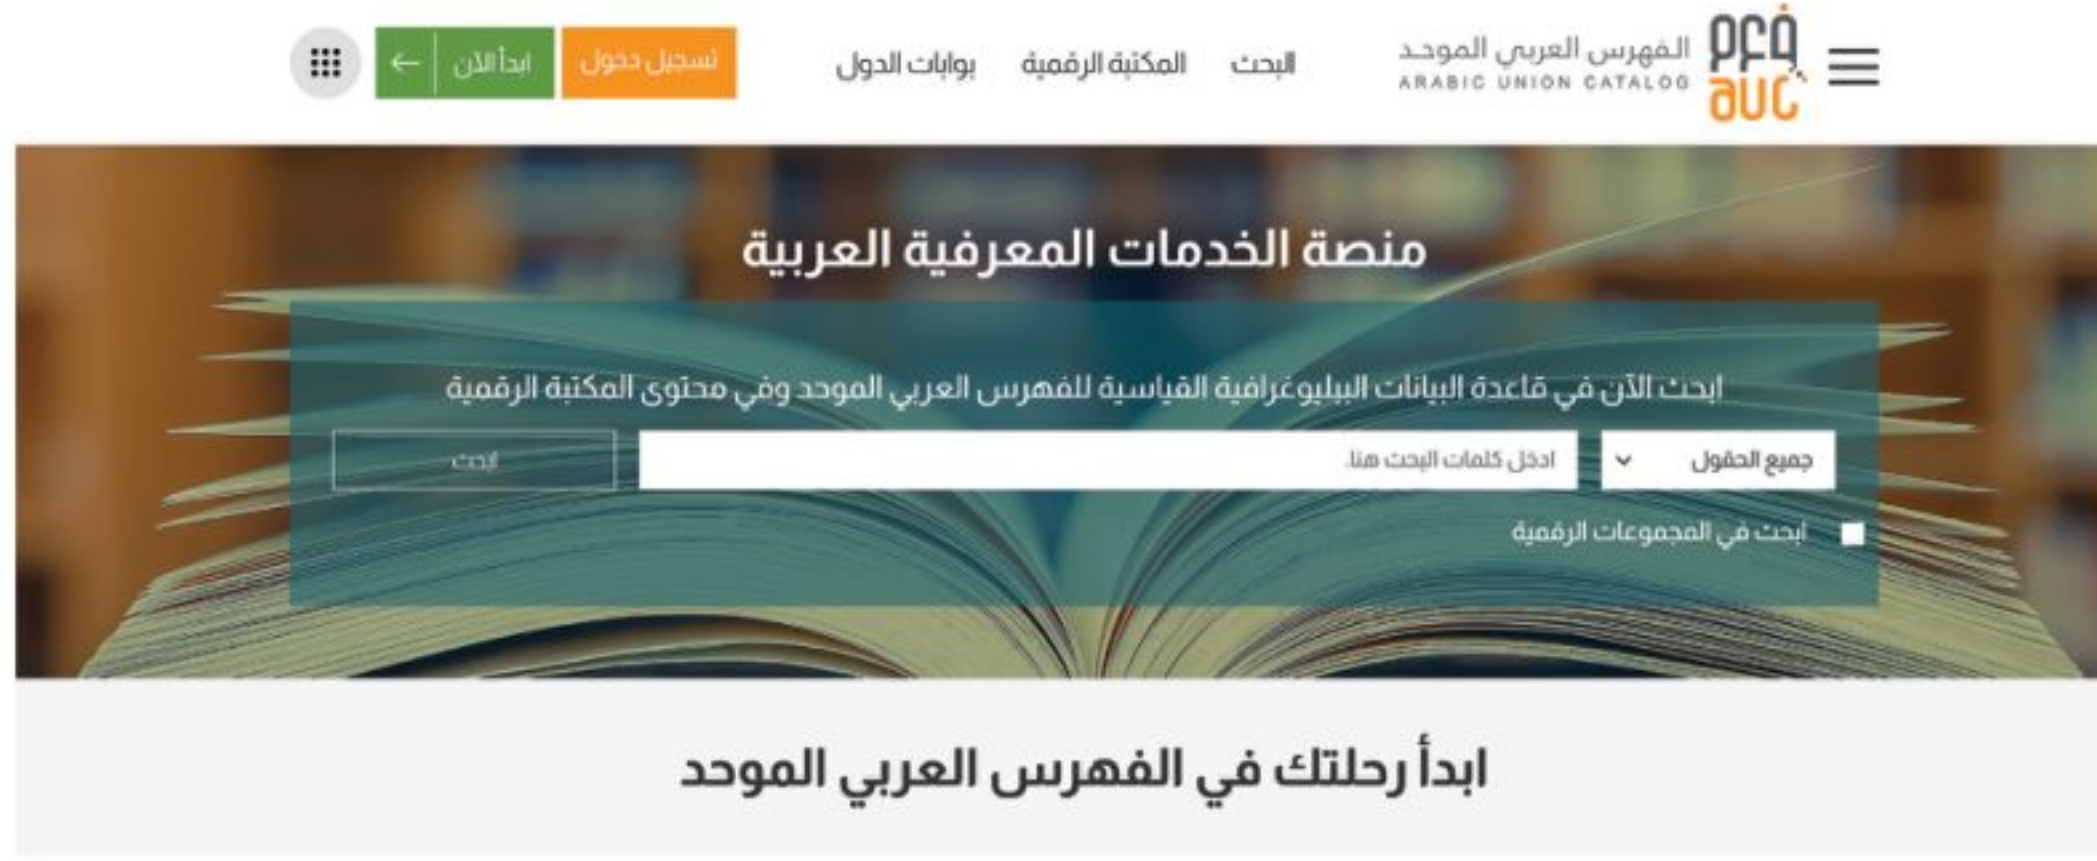 الفهرس العربي الموحد
ARABIC UNION CATALOG
فعم
auc
البحث
المكتبة الرقمية
بوابات الدول
تسجيل دخول
ابدأ الآن
منصة الخدمات المعرفية العربية
ابحث الآن في قاعدة البيانات الببليوغرافية القياسية للفهرس العربي الموحد وفي محتوى المكتبة الرقمية
جميع الحقول
ادخل كلمات البحث هنا.
ابحث
ابحث في المجموعات الرقمية
ابدأ رحلتك في الفهرس العربي الموحد